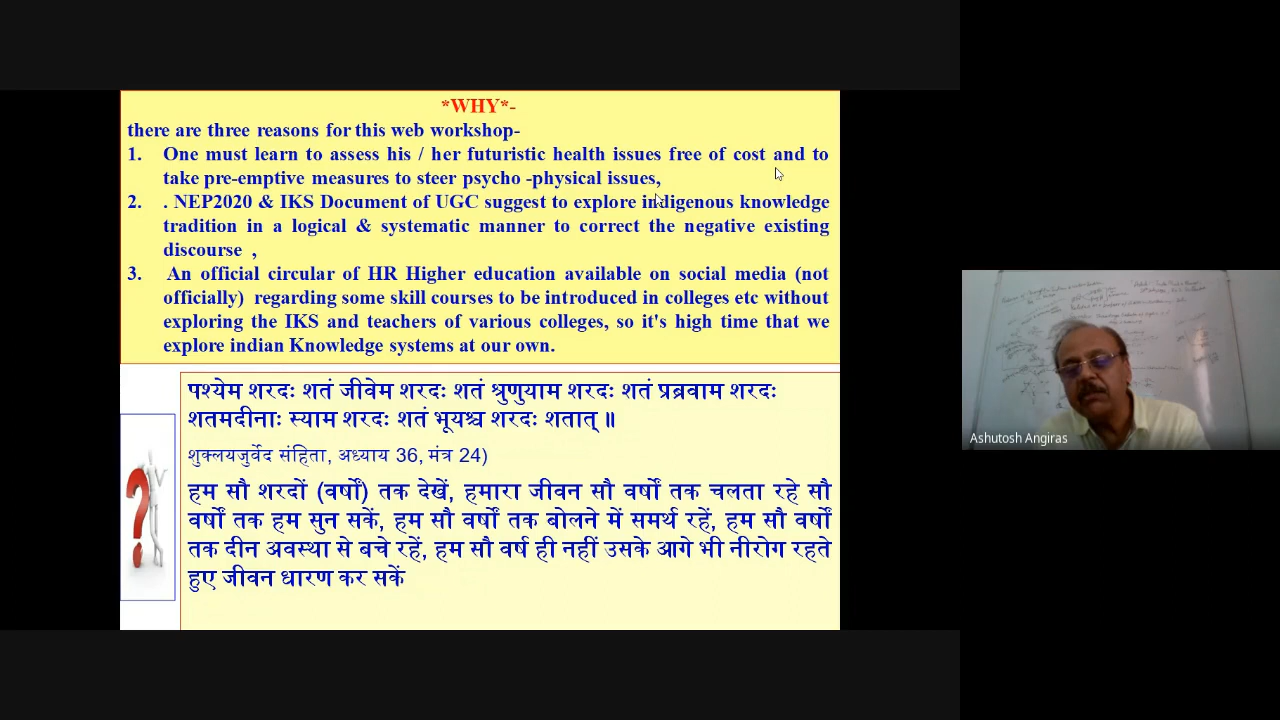 *WHY*-
there are three reasons for this web workshop-
1. One must learn to assess his / her futuristic health issues free of cost and to
take pre-emptive measures to steer psycho -physical issues,
2. . NEP2020 & IKS Document of UGC suggest to explore indigenous knowledge
tradition in a logical & systematic manner to correct the negative existing
discourse ,
3. An official circular of HR Higher education available on social media (not
officially) regarding some skill courses to be introduced in colleges etc without
exploring the IKS and teachers of various colleges, so it's high time that we
explore indian Knowledge systems at our own.
पश्येम शरदः शतं जीवेम शरदः शतं श्रुणुयाम शरदः शतं प्रब्रवाम शरदः
शतमदीनाः स्याम शरदः शतं भूयश्च शरदः शतात् ॥
शुक्लयजुर्वेद संहिता, अध्याय 36, मंत्र 24)
हम सौ शरदों (वर्षों) तक देखें, हमारा जीवन सौ वर्षों तक चलता रहे सौ
वर्षों तक हम सुन सकें, हम सौ वर्षों तक बोलने में समर्थ रहें, हम सौ वर्षों
तक दीन अवस्था से बचे रहें, हम सौ वर्ष ही नहीं उसके आगे भी नीरोग रहते
हुए जीवन धारण कर सकें
Ashutosh Angiras